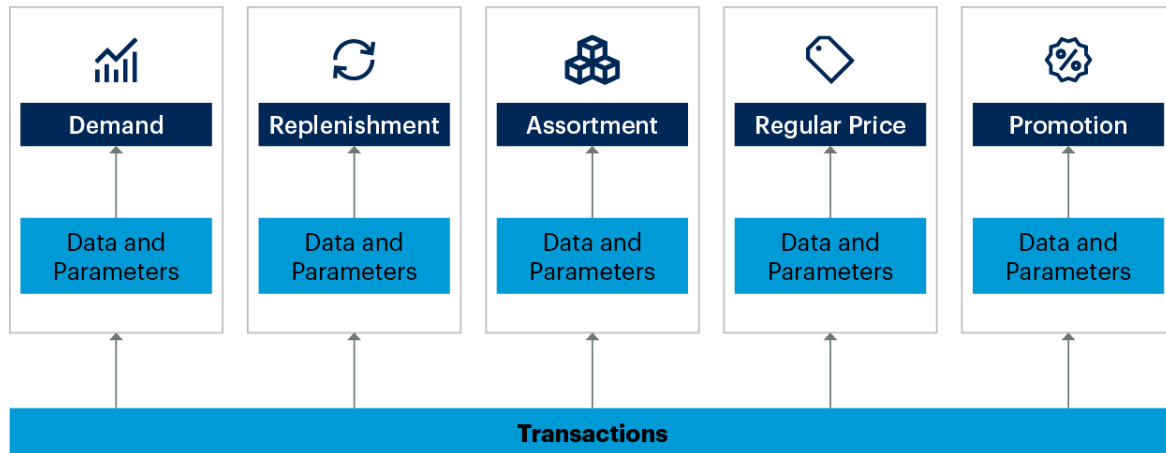 Demand
Replenishment
Assortment
Regular Price
Promotion
Data and
Parameters
Data and
Parameters
Data and
Parameters
Data and
Parameters
Data and
Parameters
Transactions